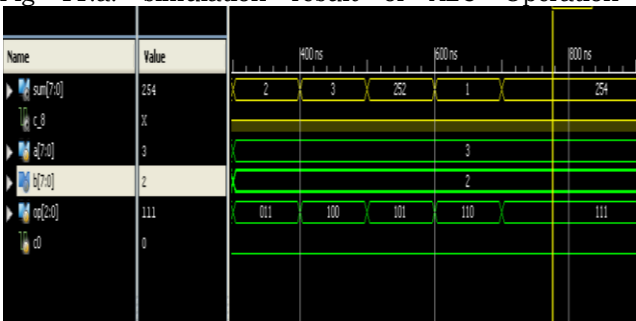 Fig 11.a. simulation result of ALU Operation
Name Value 400 ns 600 ns 800 ns
sum[7:0] 254 2 3 252 1 254
c_8 X
a[7:0] 3 3
b[7:0] 2 2
op[2:0] 111 011 100 101 110 111
c0 0